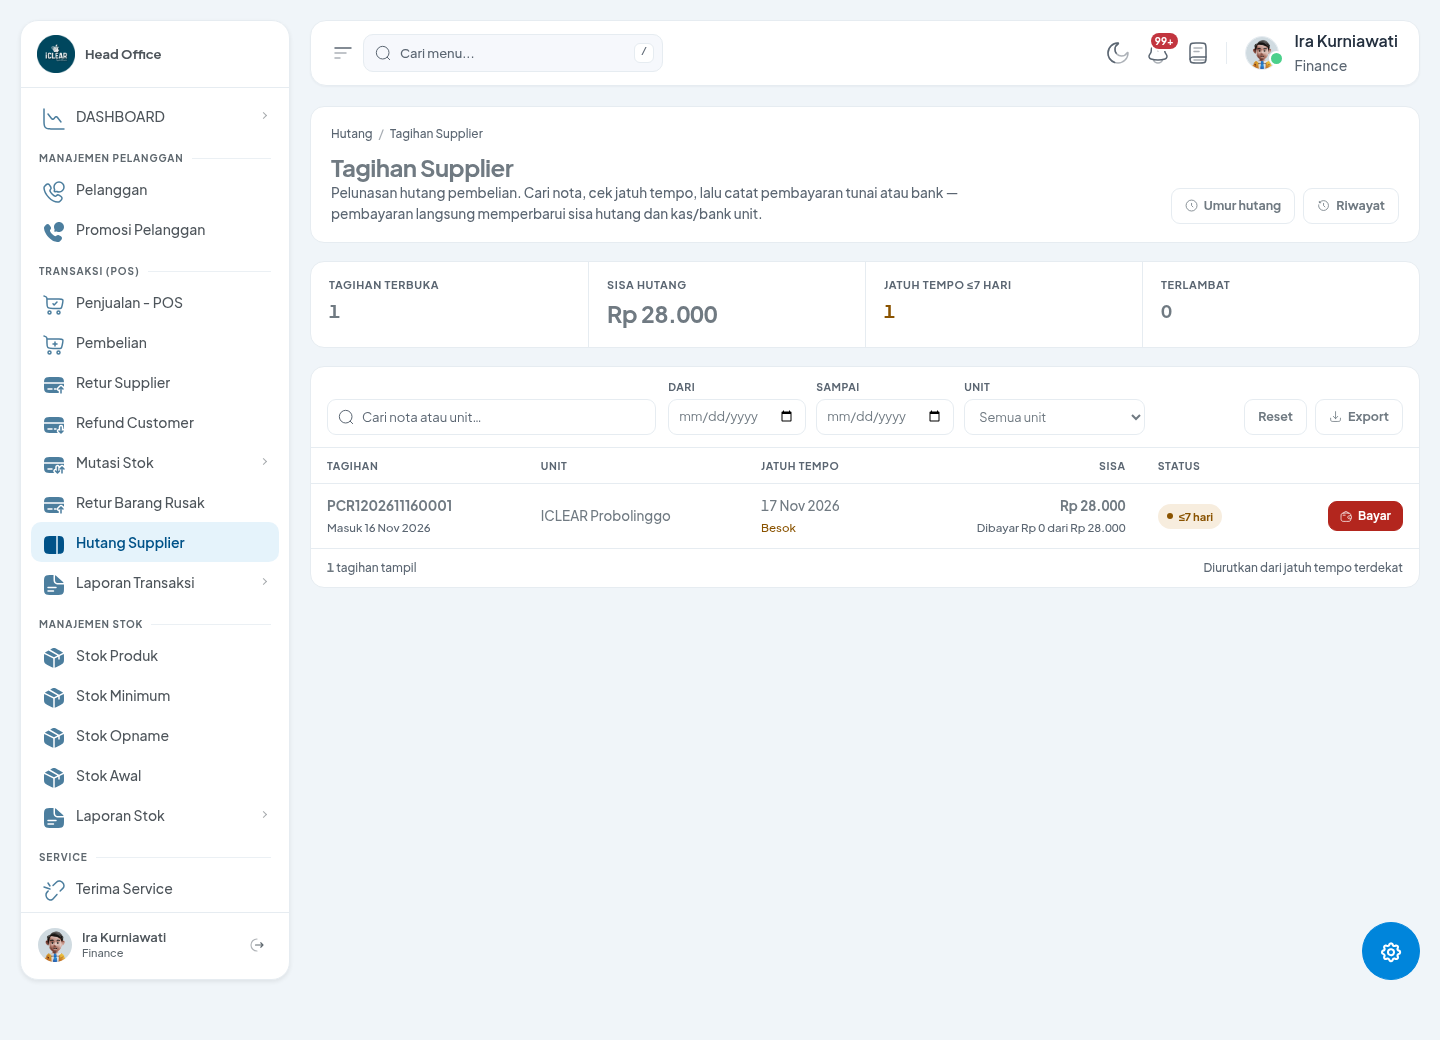 ICLEAR
Head Office
DASHBOARD
MANAJEMEN PELANGGAN
Pelanggan
Promosi Pelanggan
TRANSAKSI (POS)
Penjualan - POS
Pembelian
Retur Supplier
Refund Customer
Mutasi Stok
Retur Barang Rusak
Hutang Supplier
Laporan Transaksi
MANAJEMEN STOK
Stok Produk
Stok Minimum
Stok Opname
Stok Awal
Laporan Stok
SERVICE
Terima Service
Ira Kurniawati
Finance
Cari menu...
/
99+
Ira Kurniawati
Finance
Hutang / Tagihan Supplier
Tagihan Supplier
Pelunasan hutang pembelian. Cari nota, cek jatuh tempo, lalu catat pembayaran tunai atau bank —
pembayaran langsung memperbarui sisa hutang dan kas/bank unit.
Umur hutang
Riwayat
TAGIHAN TERBUKA
1
SISA HUTANG
Rp 28.000
JATUH TEMPO ≤7 HARI
1
TERLAMBAT
0
Cari nota atau unit...
DARI
mm/dd/yyyy
SAMPAI
mm/dd/yyyy
UNIT
Semua unit
Reset
Export
TAGIHAN UNIT JATUH TEMPO SISA STATUS
PCR1202611160001
Masuk 16 Nov 2026
ICLEAR Probolinggo
17 Nov 2026
Besok
Rp 28.000
Dibayar Rp 0 dari Rp 28.000
≤7 hari
Bayar
1 tagihan tampil
Diurutkan dari jatuh tempo terdekat